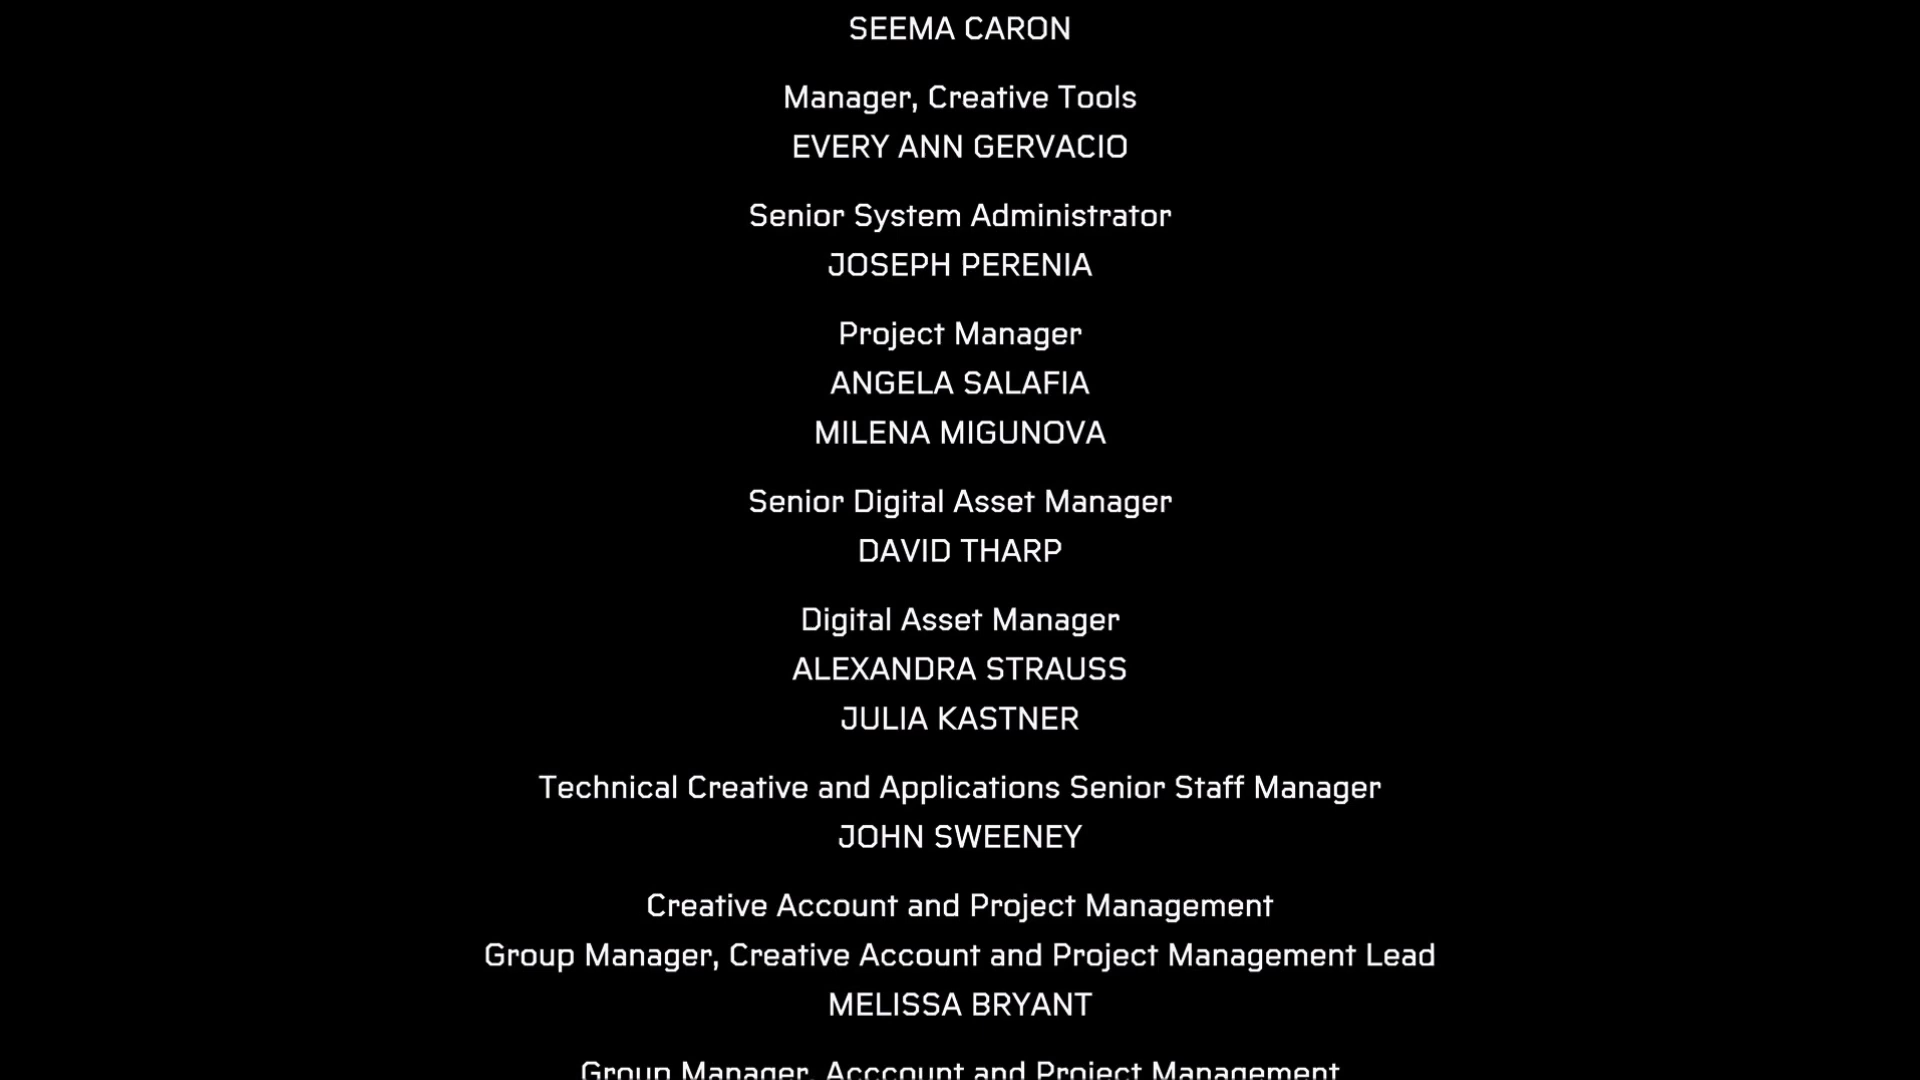 SEEMA CARON
Manager, Creative Tools
EVERY ANN GERVACIO
Senior System Administrator
JOSEPH PERENIA
Project Manager
ANGELA SALAFIA
MILENA MIGUNOVA
Senior Digital Asset Manager
DAVID THARP
Digital Asset Manager
ALEXANDRA STRAUSS
JULIA KASTNER
Technical Creative and Applications Senior Staff Manager
JOHN SWEENEY
Creative Account and Project Management
Group Manager, Creative Account and Project Management Lead
MELISSA BRYANT
Group Manager, Acccount and Project Management